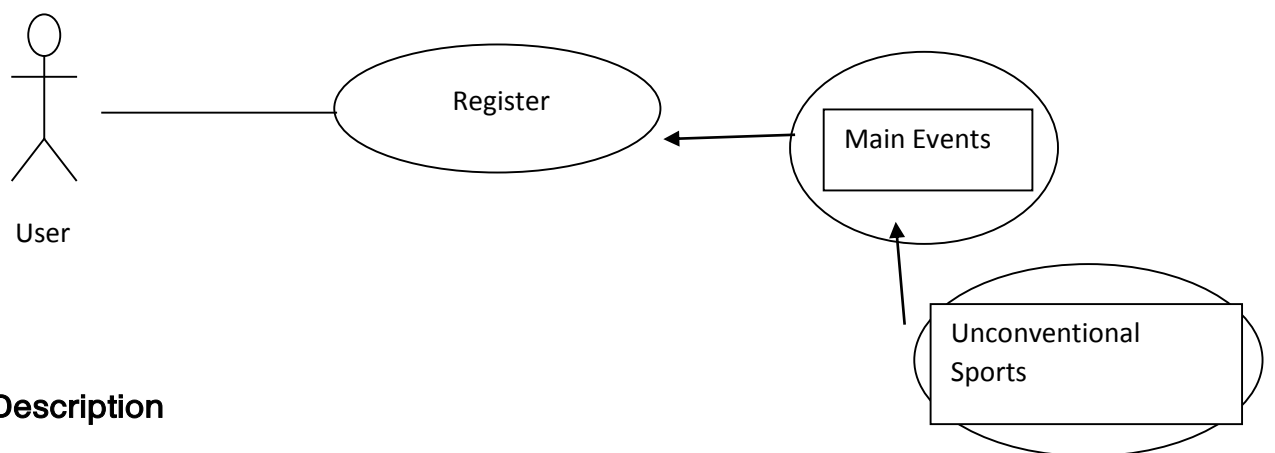 Register
Main Events
User
Unconventional
Sports
Description